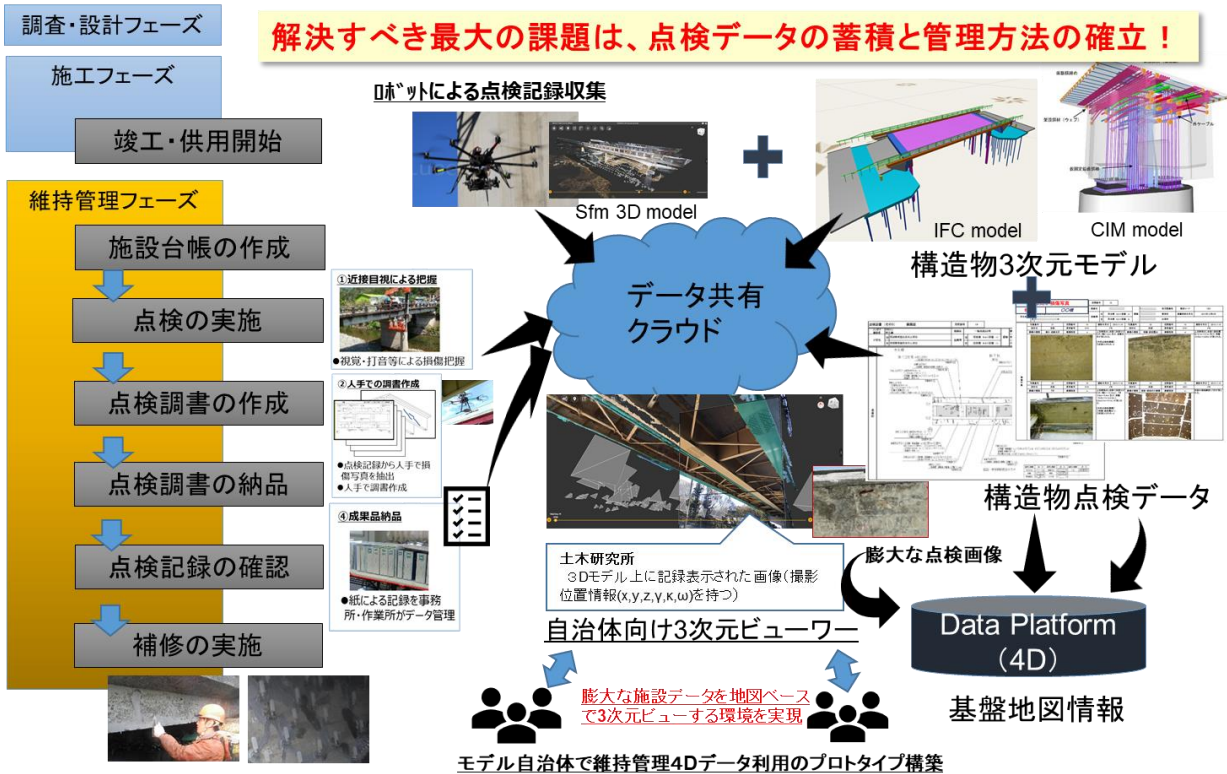 調査・設計フェーズ
施工フェーズ
竣工・供用開始
維持管理フェーズ
施設台帳の作成
点検の実施
点検調書の作成
点検調書の納品
点検記録の確認
補修の実施
解決すべき最大の課題は、点検データの蓄積と管理方法の確立！
ﾛﾎﾞｯﾄによる点検記録収集
Sfm 3D model
IFC model
CIM model
構造物3次元モデル
①近接目視による把握
●視覚・打音等による損傷把握
②人手での調書作成
●点検記録から人手で損
傷写真を抽出
●人手で調書作成
④成果品納品
●紙による記録を事務
所・作業所がデータ管理
データ共有
クラウド
構造物点検データ
土木研究所
３Dモデル上に記録表示された画像(撮影
位置情報(x,y,z,γ,κ,ω)を持つ)
自治体向け3次元ビューワー
膨大な点検画像
Data Platform
（4D）
基盤地図情報
膨大な施設データを地図ベース
で3次元ビューする環境を実現
モデル自治体で維持管理4Dデータ利用のプロトタイプ構築